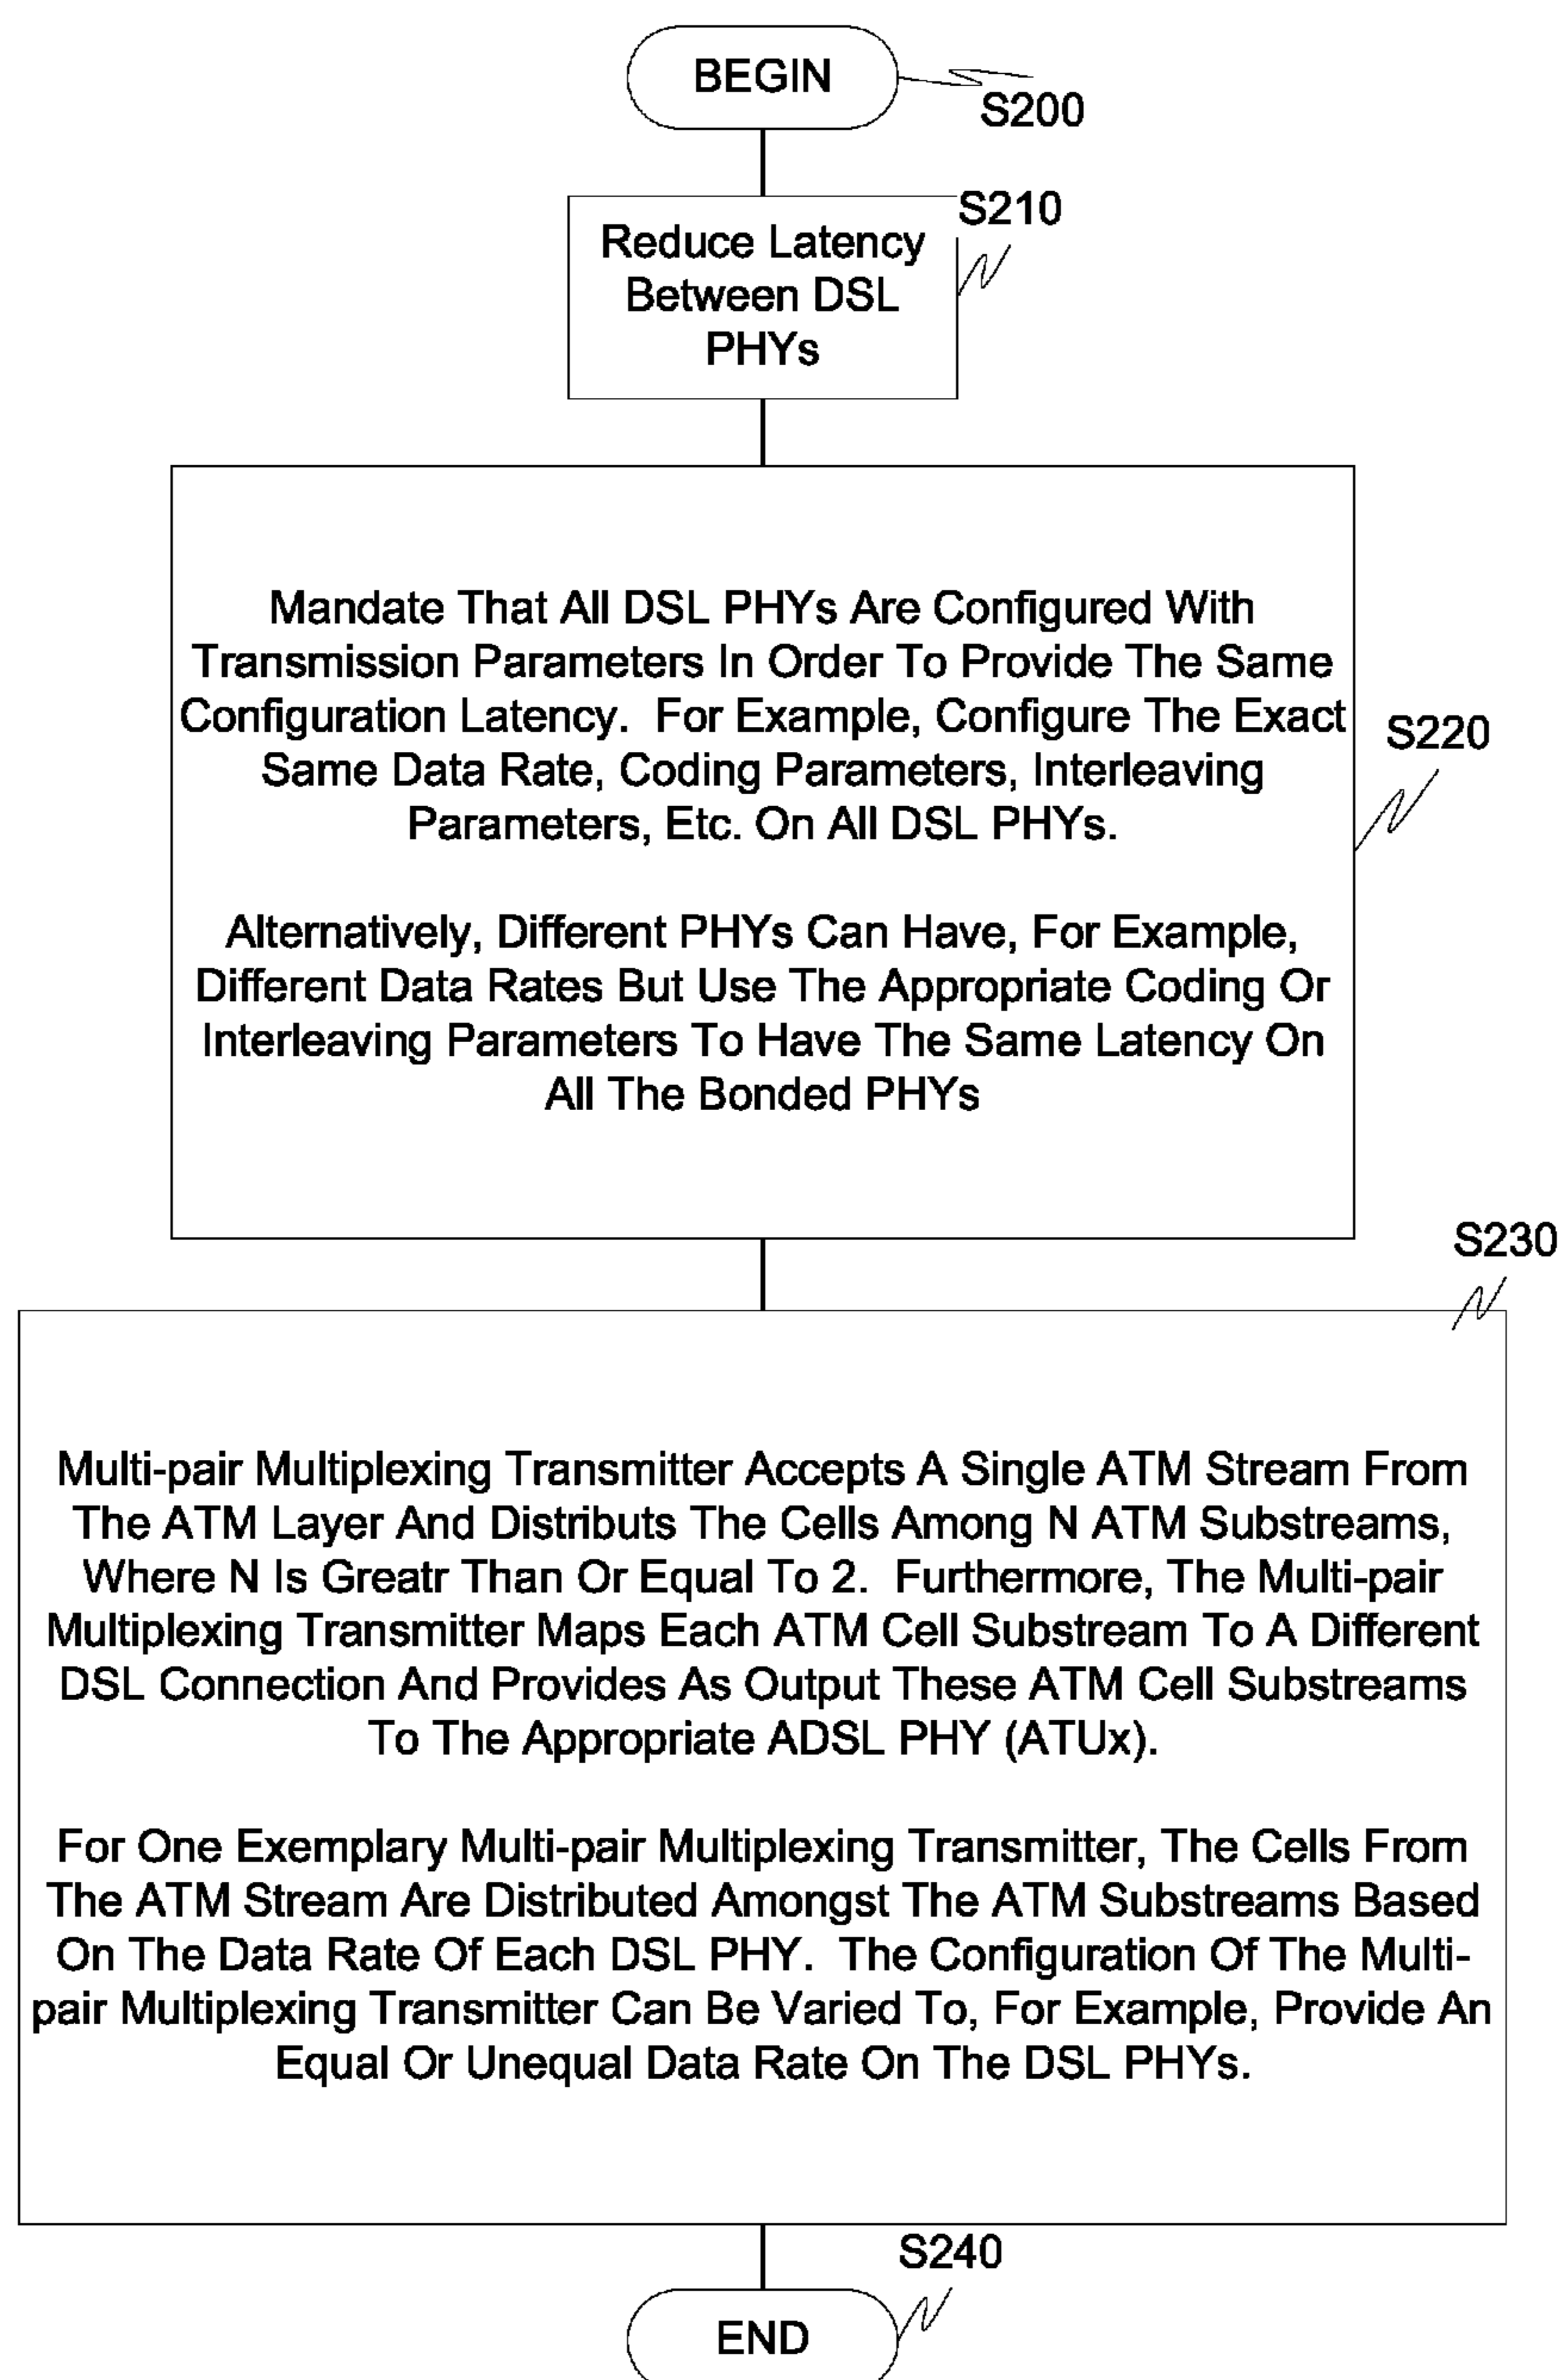 BEGIN
S200
S210
Reduce Latency
Between DSL
PHYs
Mandate That All DSL PHYs Are Configured With
Transmission Parameters In Order To Provide The Same
Configuration Latency. For Example, Configure The Exact
Same Data Rate, Coding Parameters, Interleaving
Parameters, Etc. On All DSL PHYs.
Alternatively, Different PHYs Can Have, For Example,
Different Data Rates But Use The Appropriate Coding Or
Interleaving Parameters To Have The Same Latency On
All The Bonded PHYs
S220
S230
Multi-pair Multiplexing Transmitter Accepts A Single ATM Stream From
The ATM Layer And Distributs The Cells Among N ATM Substreams,
Where N Is Greatr Than Or Equal To 2. Furthermore, The Multi-pair
Multiplexing Transmitter Maps Each ATM Cell Substream To A Different
DSL Connection And Provides As Output These ATM Cell Substreams
To The Appropriate ADSL PHY (ATUx).
For One Exemplary Multi-pair Multiplexing Transmitter, The Cells From
The ATM Stream Are Distributed Amongst The ATM Substreams Based
On The Data Rate Of Each DSL PHY. The Configuration Of The Multi-
pair Multiplexing Transmitter Can Be Varied To, For Example, Provide An
Equal Or Unequal Data Rate On The DSL PHYs.
S240
END